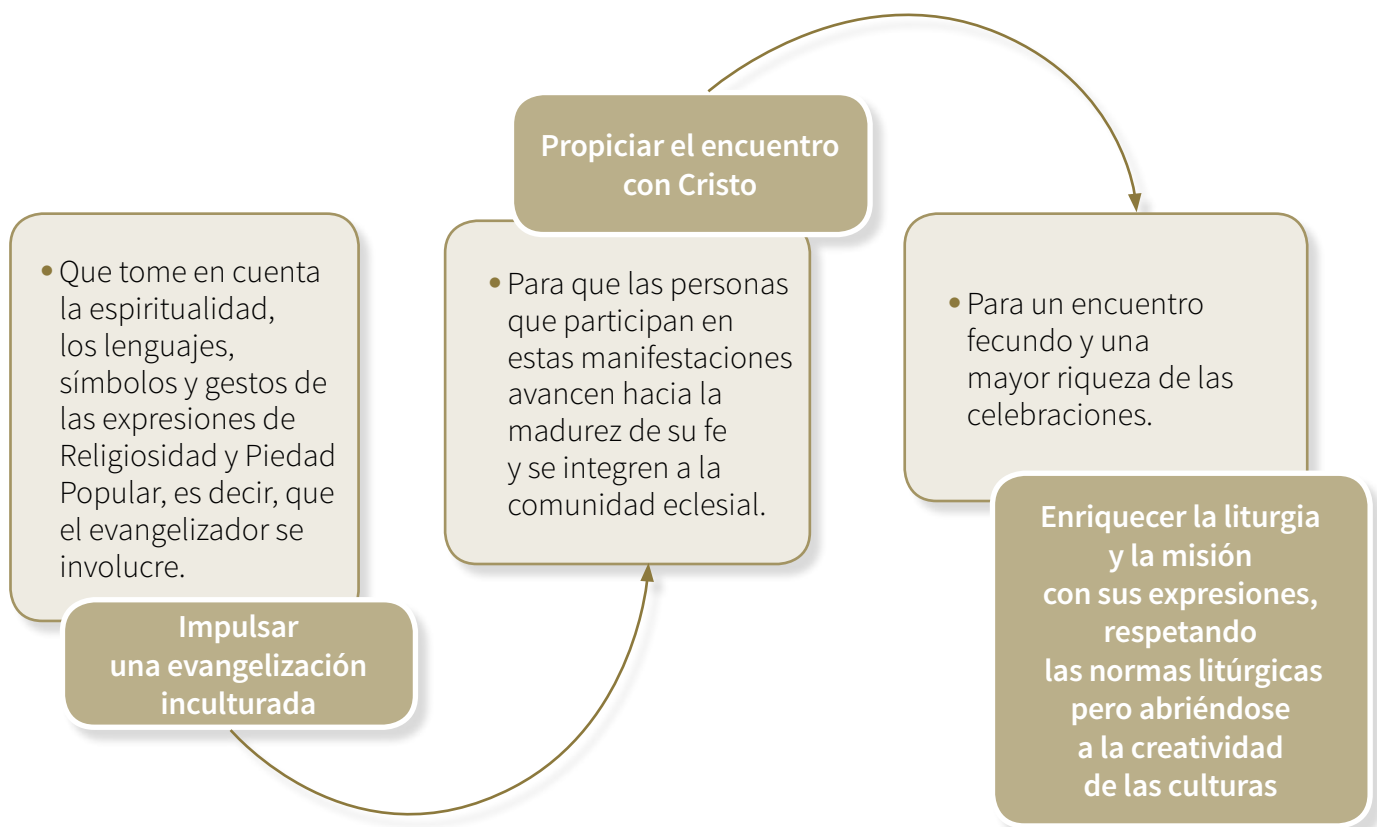 • Que tome en cuenta
la espiritualidad,
los lenguajes,
símbolos y gestos de
las expresiones de
Religiosidad y Piedad
Popular, es decir, que
el evangelizador se
involucre.
Impulsar
una evangelización
inculturada
Propiciar el encuentro
con Cristo
• Para que las personas
que participan en
estas manifestaciones
avancen hacia la
madurez de su fe
y se integren a la
comunidad eclesial.
• Para un encuentro
fecundo y una
mayor riqueza de las
celebraciones.
Enriquecer la liturgia
y la misión
con sus expresiones,
respetando
las normas litúrgicas
pero abriéndose
a la creatividad
de las culturas